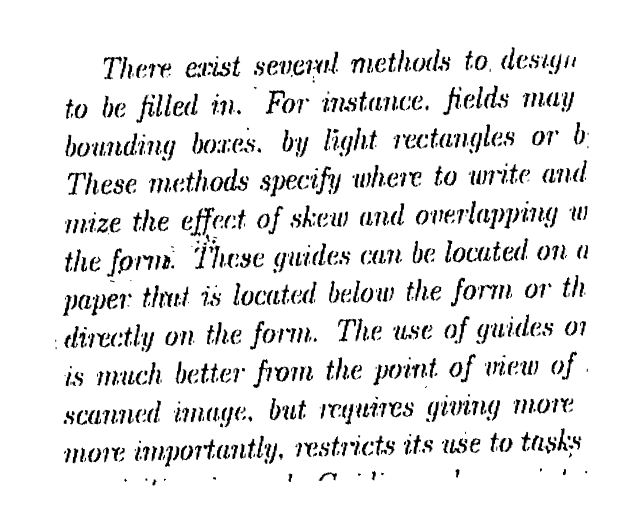 There exist several methods to design
to be filled in. For instance, fields may
bounding boxes, by light rectangles or b
These methods specify where to write and
mize the effect of skew and overlapping w
the form. These guides can be located on a
paper that is located below the form or th
directly on the form. The use of guides on
is much better from the point of view of
scanned image, but requires giving more
more importantly, restricts its use to tasks